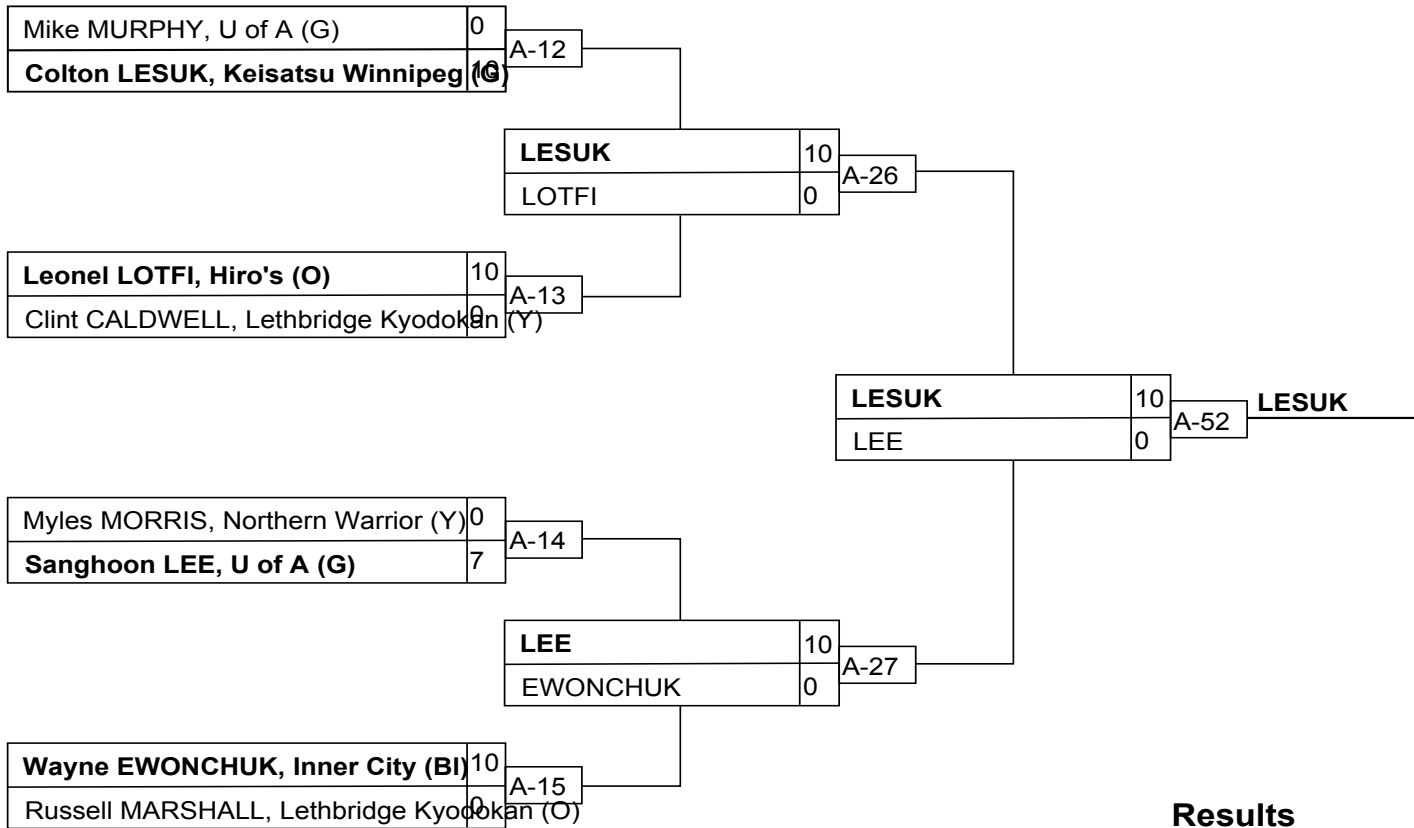 Mike MURPHY, U of A (G) 0
A-12
Colton LESUK, Keisatsu Winnipeg (G) 10
LESUK 10
A-26
LOTFI 0
Leonel LOTFI, Hiro's (O) 10
A-13
Clint CALDWELL, Lethbridge Kyodokan (Y) 0
LESUK 10
A-52 LESUK
LEE 0
Myles MORRIS, Northern Warrior (Y) 0
A-14
Sanghoon LEE, U of A (G) 7
LEE 10
A-27
EWONCHUK 0
Wayne EWONCHUK, Inner City (Bl) 10
A-15
Russell MARSHALL, Lethbridge Kyodokan (O) 0
Results